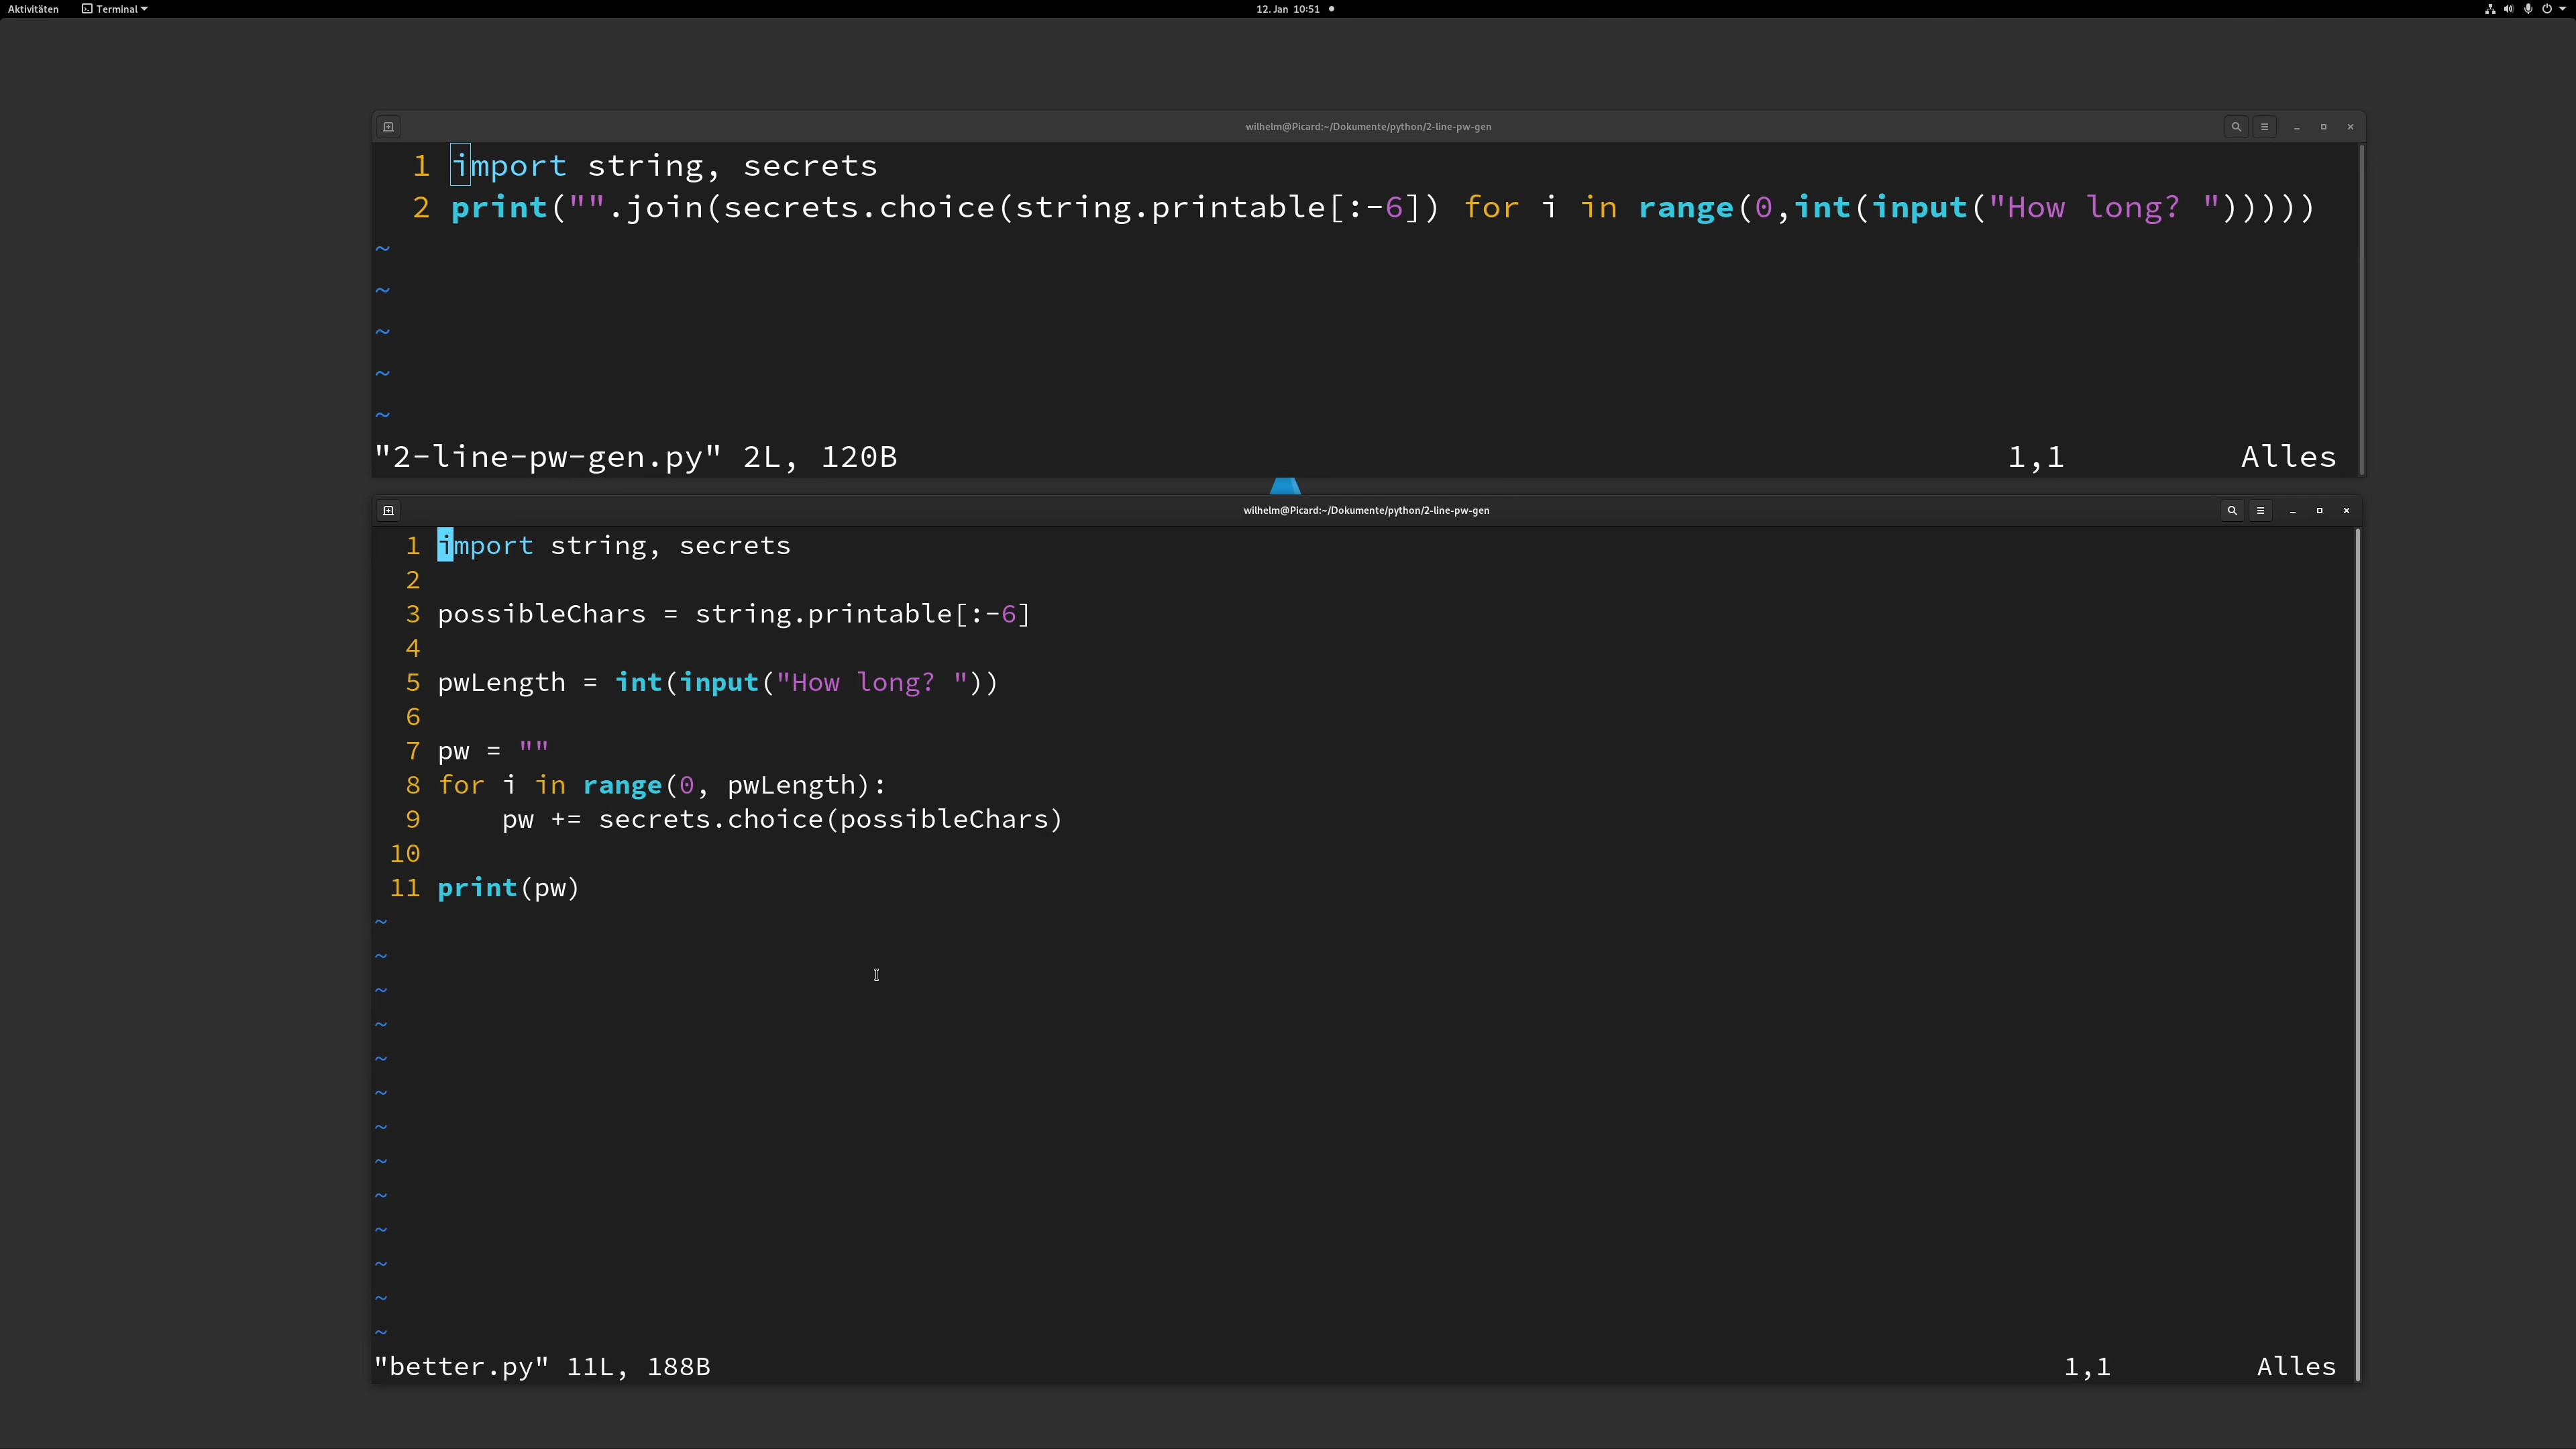 Aktivitäten Terminal 12. Jan 10:51
wilhelm@Picard:~/Dokumente/python/2-line-pw-gen
1 import string, secrets
2 print("".join(secrets.choice(string.printable[:-6]) for i in range(0,int(input("How long? ")))))
~
~
~
~
~
"2-line-pw-gen.py" 2L, 120B 1,1 Alles
wilhelm@Picard:~/Dokumente/python/2-line-pw-gen
1 import string, secrets
2
3 possibleChars = string.printable[:-6]
4
5 pwLength = int(input("How long? "))
6
7 pw = ""
8 for i in range(0, pwLength):
9     pw += secrets.choice(possibleChars)
10
11 print(pw)
~
~
~
~
~
~
~
~
~
~
~
~
~
"better.py" 11L, 188B 1,1 Alles